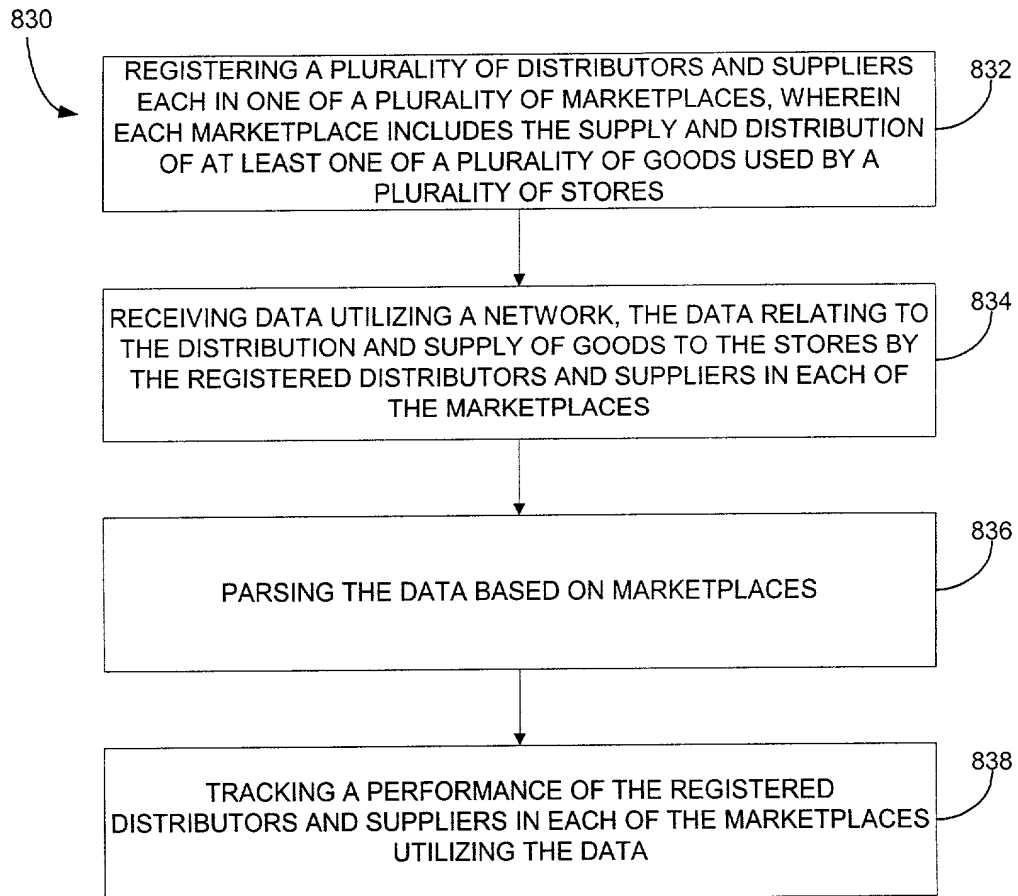 830
REGISTERING A PLURALITY OF DISTRIBUTORS AND SUPPLIERS
EACH IN ONE OF A PLURALITY OF MARKETPLACES, WHEREIN
EACH MARKETPLACE INCLUDES THE SUPPLY AND DISTRIBUTION
OF AT LEAST ONE OF A PLURALITY OF GOODS USED BY A
PLURALITY OF STORES
832
RECEIVING DATA UTILIZING A NETWORK, THE DATA RELATING TO
THE DISTRIBUTION AND SUPPLY OF GOODS TO THE STORES BY
THE REGISTERED DISTRIBUTORS AND SUPPLIERS IN EACH OF
THE MARKETPLACES
834
PARSING THE DATA BASED ON MARKETPLACES
836
TRACKING A PERFORMANCE OF THE REGISTERED
DISTRIBUTORS AND SUPPLIERS IN EACH OF THE MARKETPLACES
UTILIZING THE DATA
838